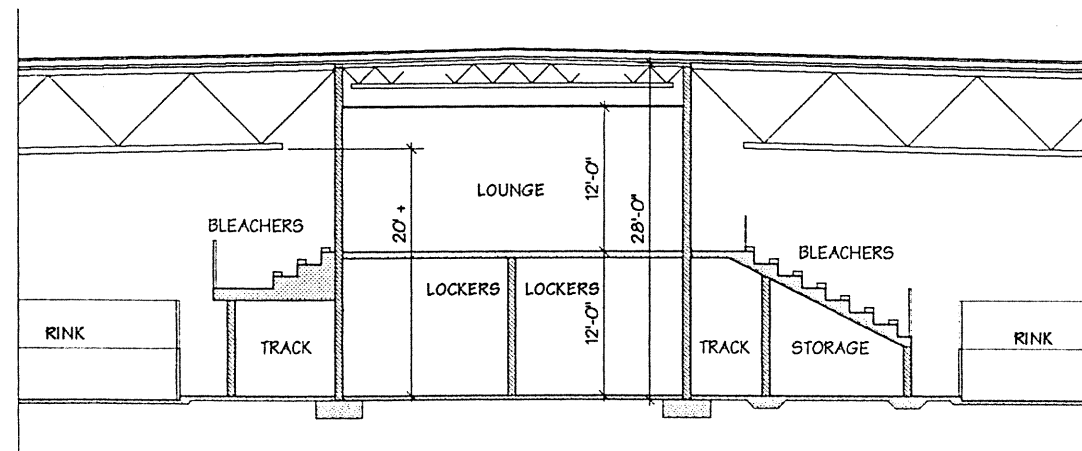 LOUNGE
12'-0"
28'-0"
20' +
BLEACHERS
BLEACHERS
LOCKERS
LOCKERS
12'-0"
RINK
TRACK
TRACK
STORAGE
RINK